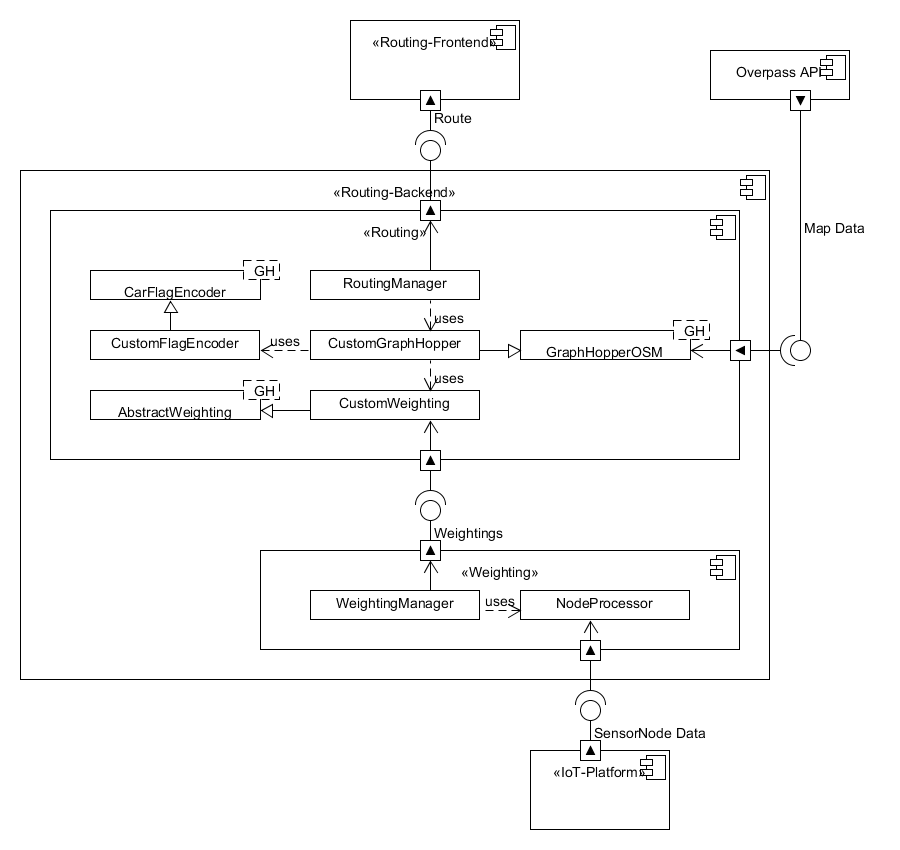 «Routing-Frontend»
Overpass API
Route
«Routing-Backend»
«Routing»
Map Data
GH
CarFlagEncoder
RoutingManager
uses
CustomFlagEncoder
uses
CustomGraphHopper
GH
GraphHopperOSM
uses
GH
AbstractWeighting
CustomWeighting
Weightings
«Weighting»
WeightingManager
uses
NodeProcessor
SensorNode Data
«IoT-Platform»